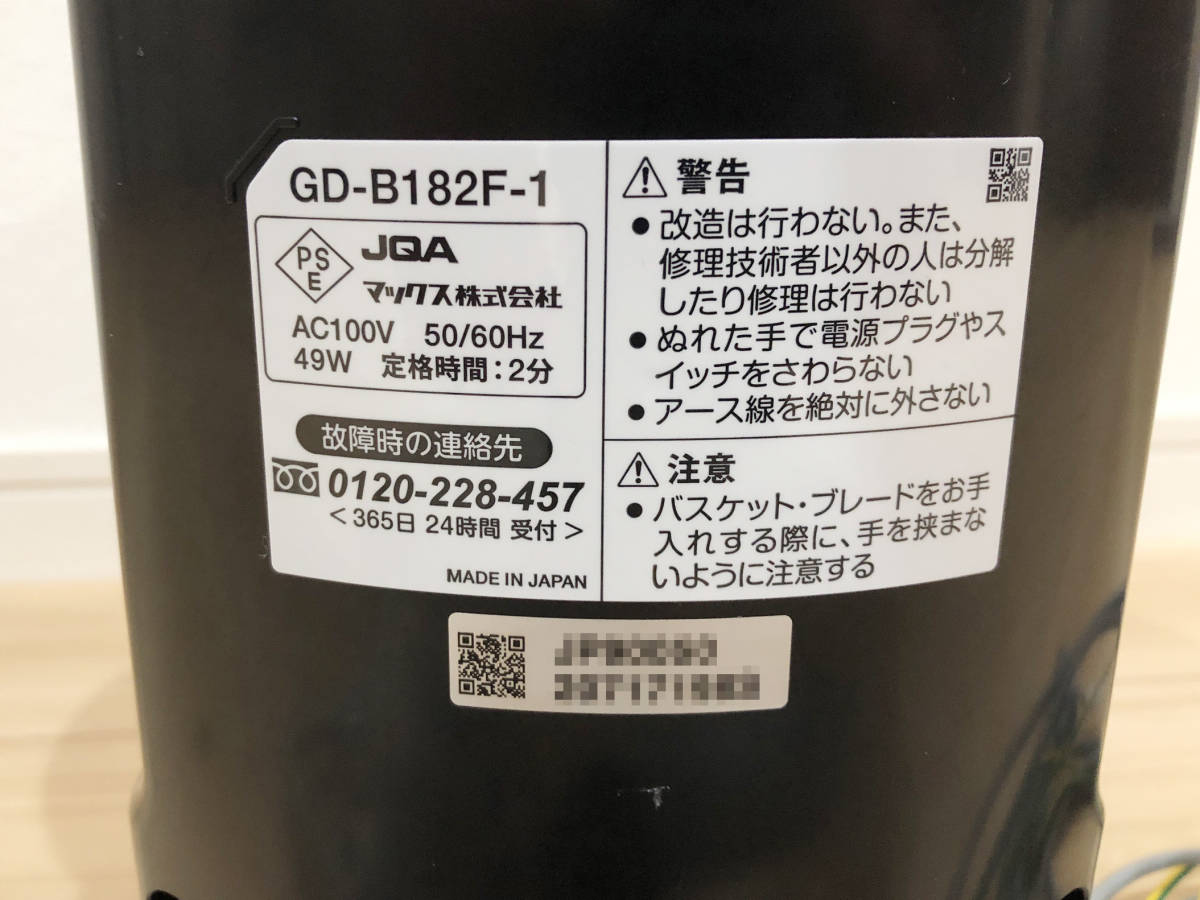 GD-B182F-1
PS
E
JQA
マックス株式会社
AC100V 50/60Hz
49W 定格時間:2分
故障時の連絡先
0120-228-457
<365日 24時間 受付>
MADE IN JAPAN
警告
●改造は行わない。また、
修理技術者以外の人は分解
したり修理は行わない
●ぬれた手で電源プラグやス
イッチをさわらない
●アース線を絶対に外さない
注意
●バスケット・ブレードをお手
入れする際に、手を挟まな
いように注意する